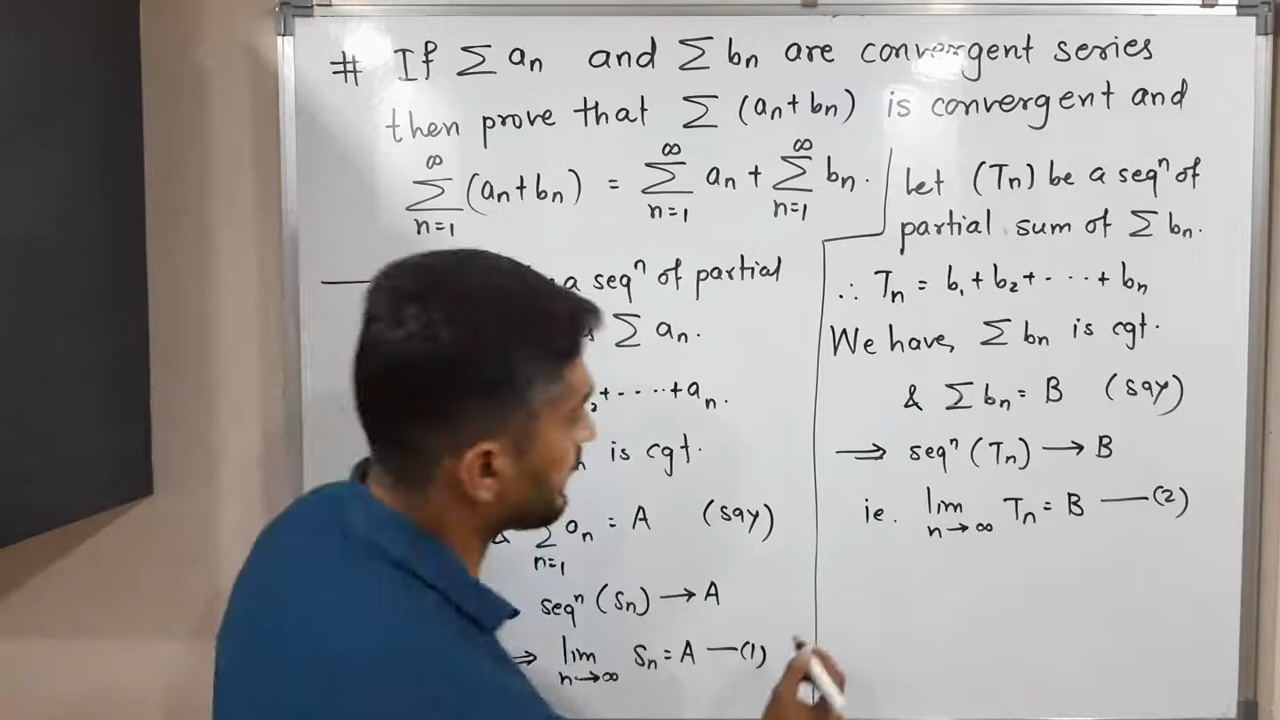 # If Σ an and Σ bn are convergent series
then prove that Σ (an+bn) is convergent and
∞ Σ n=1 (an+bn) = ∞ Σ n=1 an + ∞ Σ n=1 bn.
a seqⁿ of partial
Σ an.
+----+an.
is cgt.
Σ n=1 an = A (say)
seqⁿ (Sn) → A
⇒ lim n→∞ Sn = A —(1)
Let (Tn) be a seqⁿ of
partial sum of Σ bn.
∴ Tn = b1 + b2 + - - - + bn
We have, Σ bn is cgt.
& Σ bn = B (say)
⇒ seqⁿ (Tn) → B
ie. lim n→∞ Tn = B —(2)